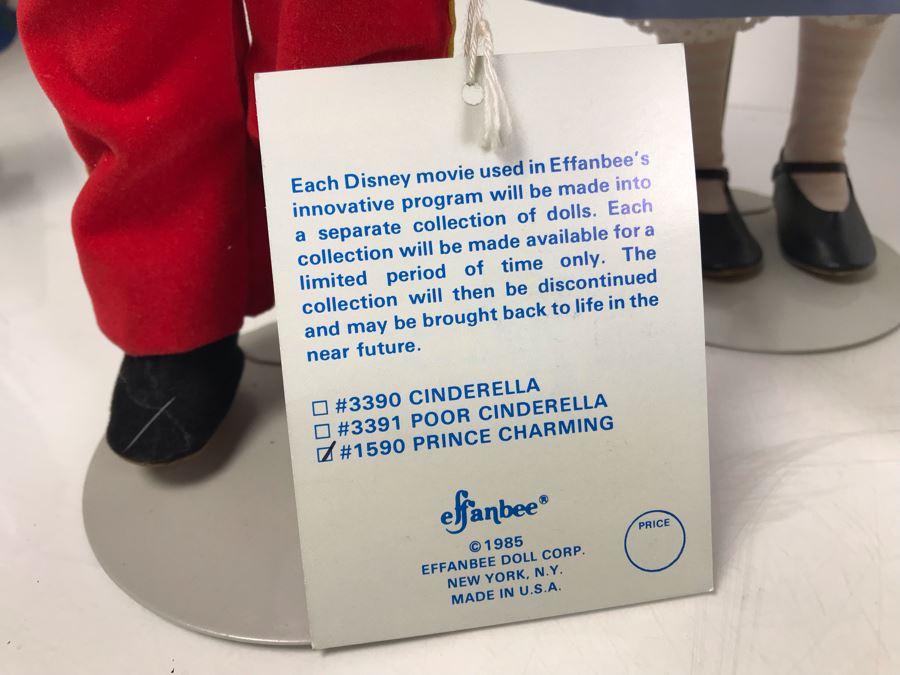 Each Disney movie used in Effanbee's
innovative program will be made into
a separate collection of dolls. Each
collection will be made available for a
limited period of time only. The
collection will then be discontinued
and may be brought back to life in the
near future.
☐ #3390 CINDERELLA
☐ #3391 POOR CINDERELLA
☑ #1590 PRINCE CHARMING
effanbee®
©1985
EFFANBEE DOLL CORP.
NEW YORK, N.Y.
MADE IN U.S.A.
PRICE